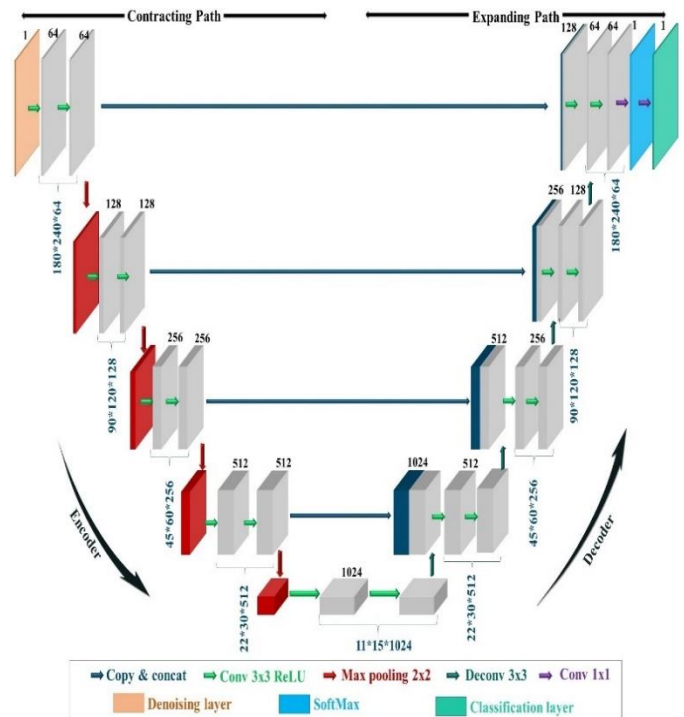 Contracting Path
Expanding Path
1 64 64
128 64 64 1 1
180*240*64
180*240*64
128 128
256 128
90*120*128
90*120*128
256 256
512 256
45*60*256
45*60*256
512 512
1024 512
22*30*512
22*30*512
1024
11*15*1024
Encoder
Decoder
Copy & concat Conv 3x3 ReLU Max pooling 2x2 Deconv 3x3 Conv 1x1
Denoising layer SoftMax Classification layer